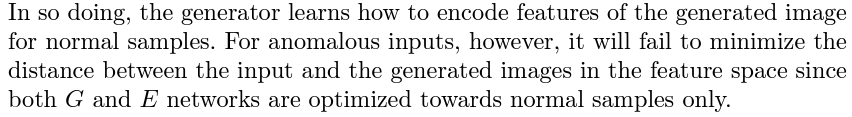 In so doing, the generator learns how to encode features of the generated image
for normal samples. For anomalous inputs, however, it will fail to minimize the
distance between the input and the generated images in the feature space since
both G and E networks are optimized towards normal samples only.